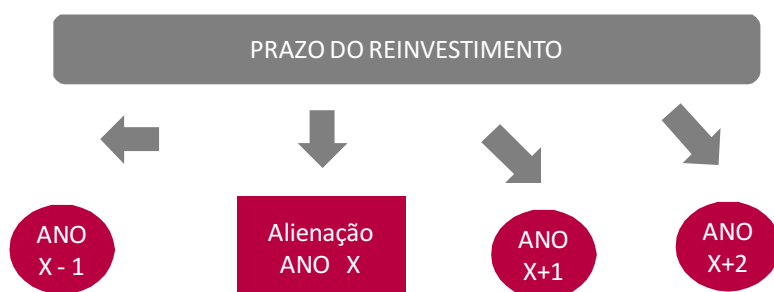 PRAZO DO REINVESTIMENTO
ANO
X - 1
Alienação
ANO X
ANO
X+1
ANO
X+2